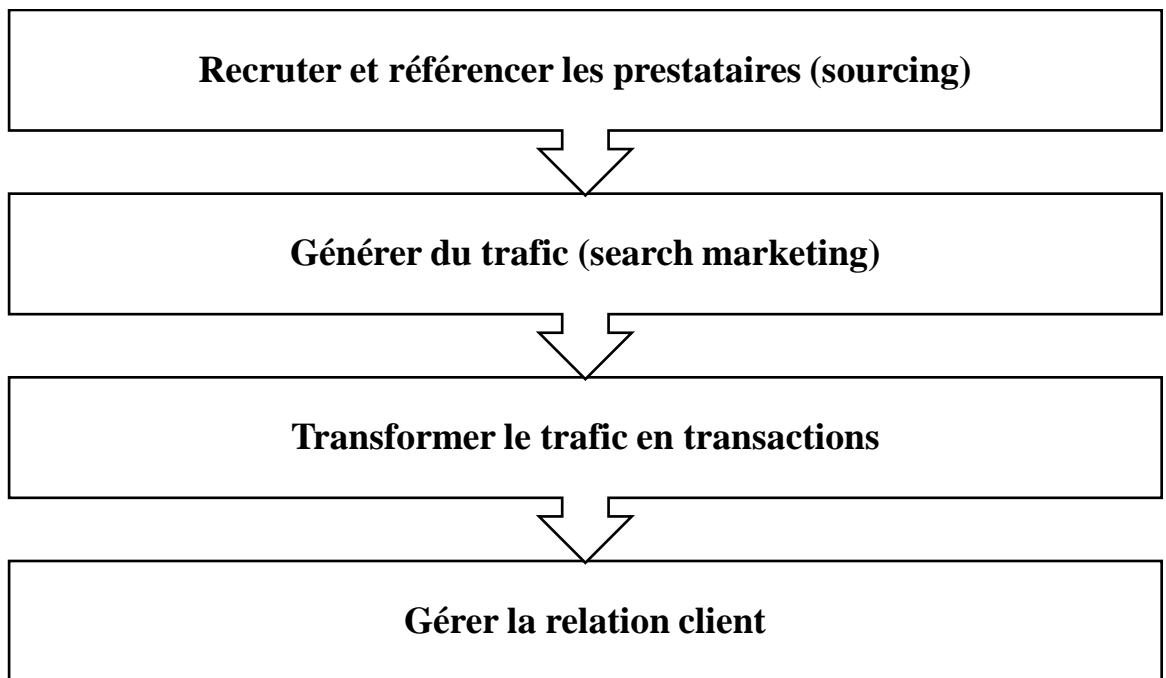 Recruter et référencer les prestataires (sourcing)
Générer du trafic (search marketing)
Transformer le trafic en transactions
Gérer la relation client